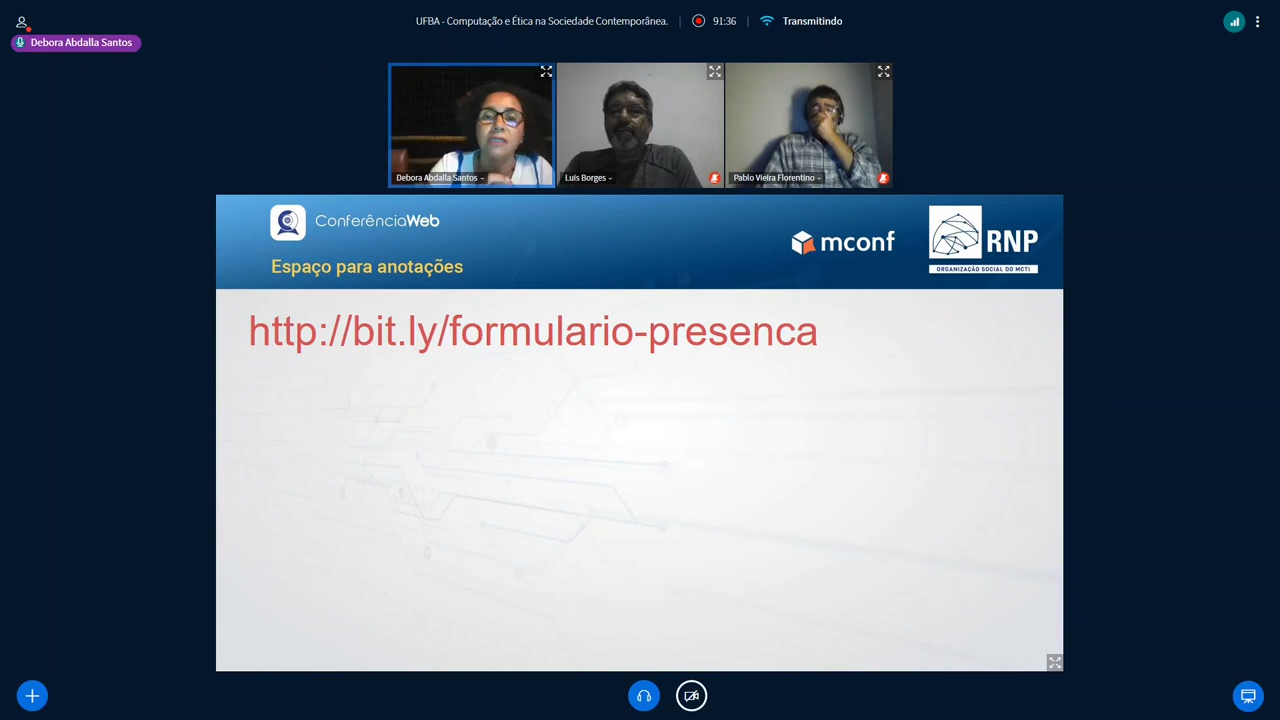 UFBA - Computação e Ética na Sociedade Contemporânea. | 91:36 | Transmitindo
Debora Abdalla Santos
Debora Abdalla Santos
Luis Borges
Pablo Vieira Florentino
ConferênciaWeb
mconf
RNP
ORGANIZAÇÃO SOCIAL DO MCTI
Espaço para anotações
http://bit.ly/formulario-presenca